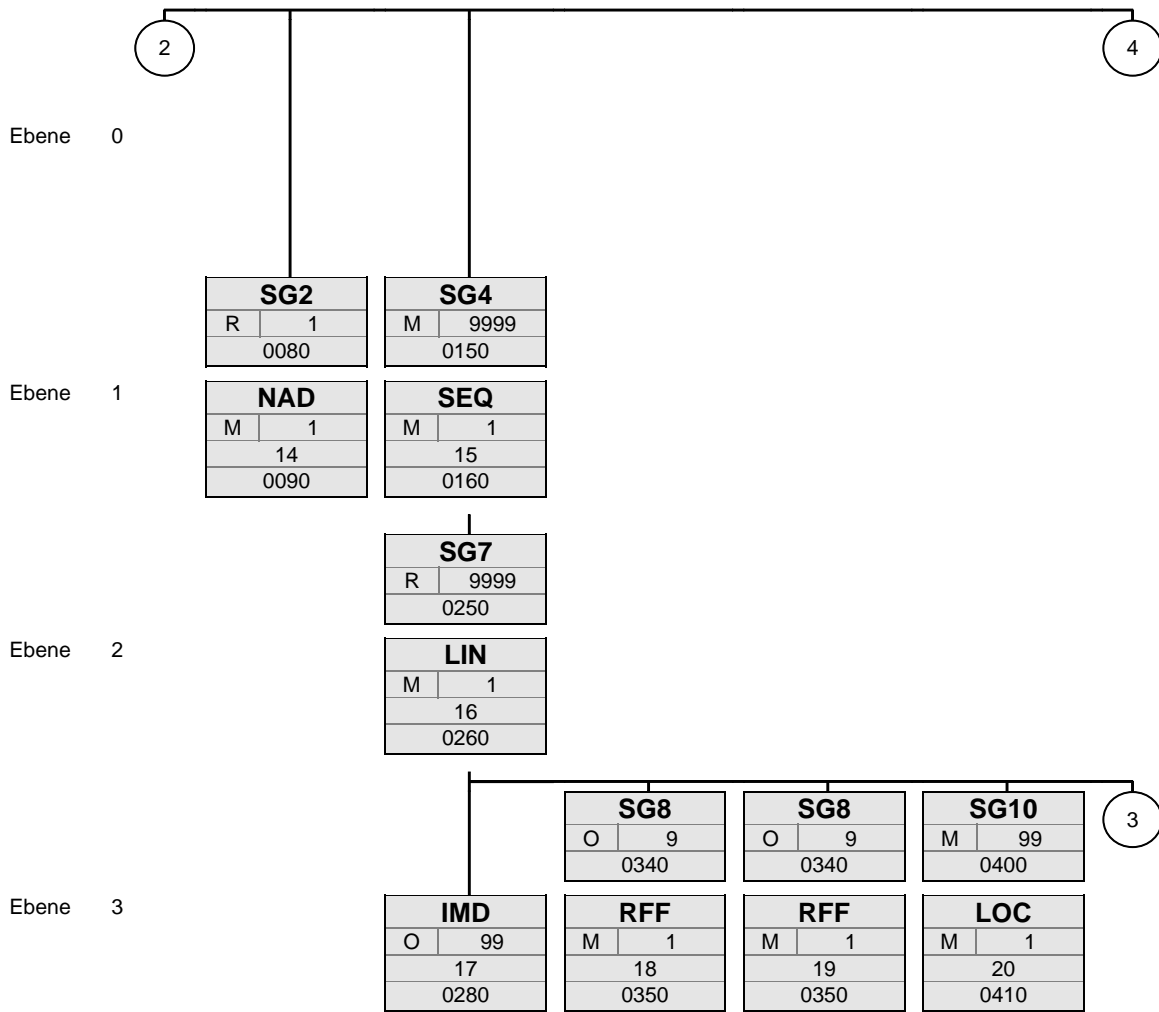 2 4
Ebene 0
SG2 SG4
R 1 M 9999
0080 0150
Ebene 1 NAD SEQ
M 1 M 1
14 15
0090 0160
SG7
R 9999
0250
Ebene 2 LIN
M 1
16
0260
SG8 SG8 SG10 3
O 9 O 9 M 99
0340 0340 0400
Ebene 3 IMD RFF RFF LOC
O 99 M 1 M 1 M 1
17 18 19 20
0280 0350 0350 0410